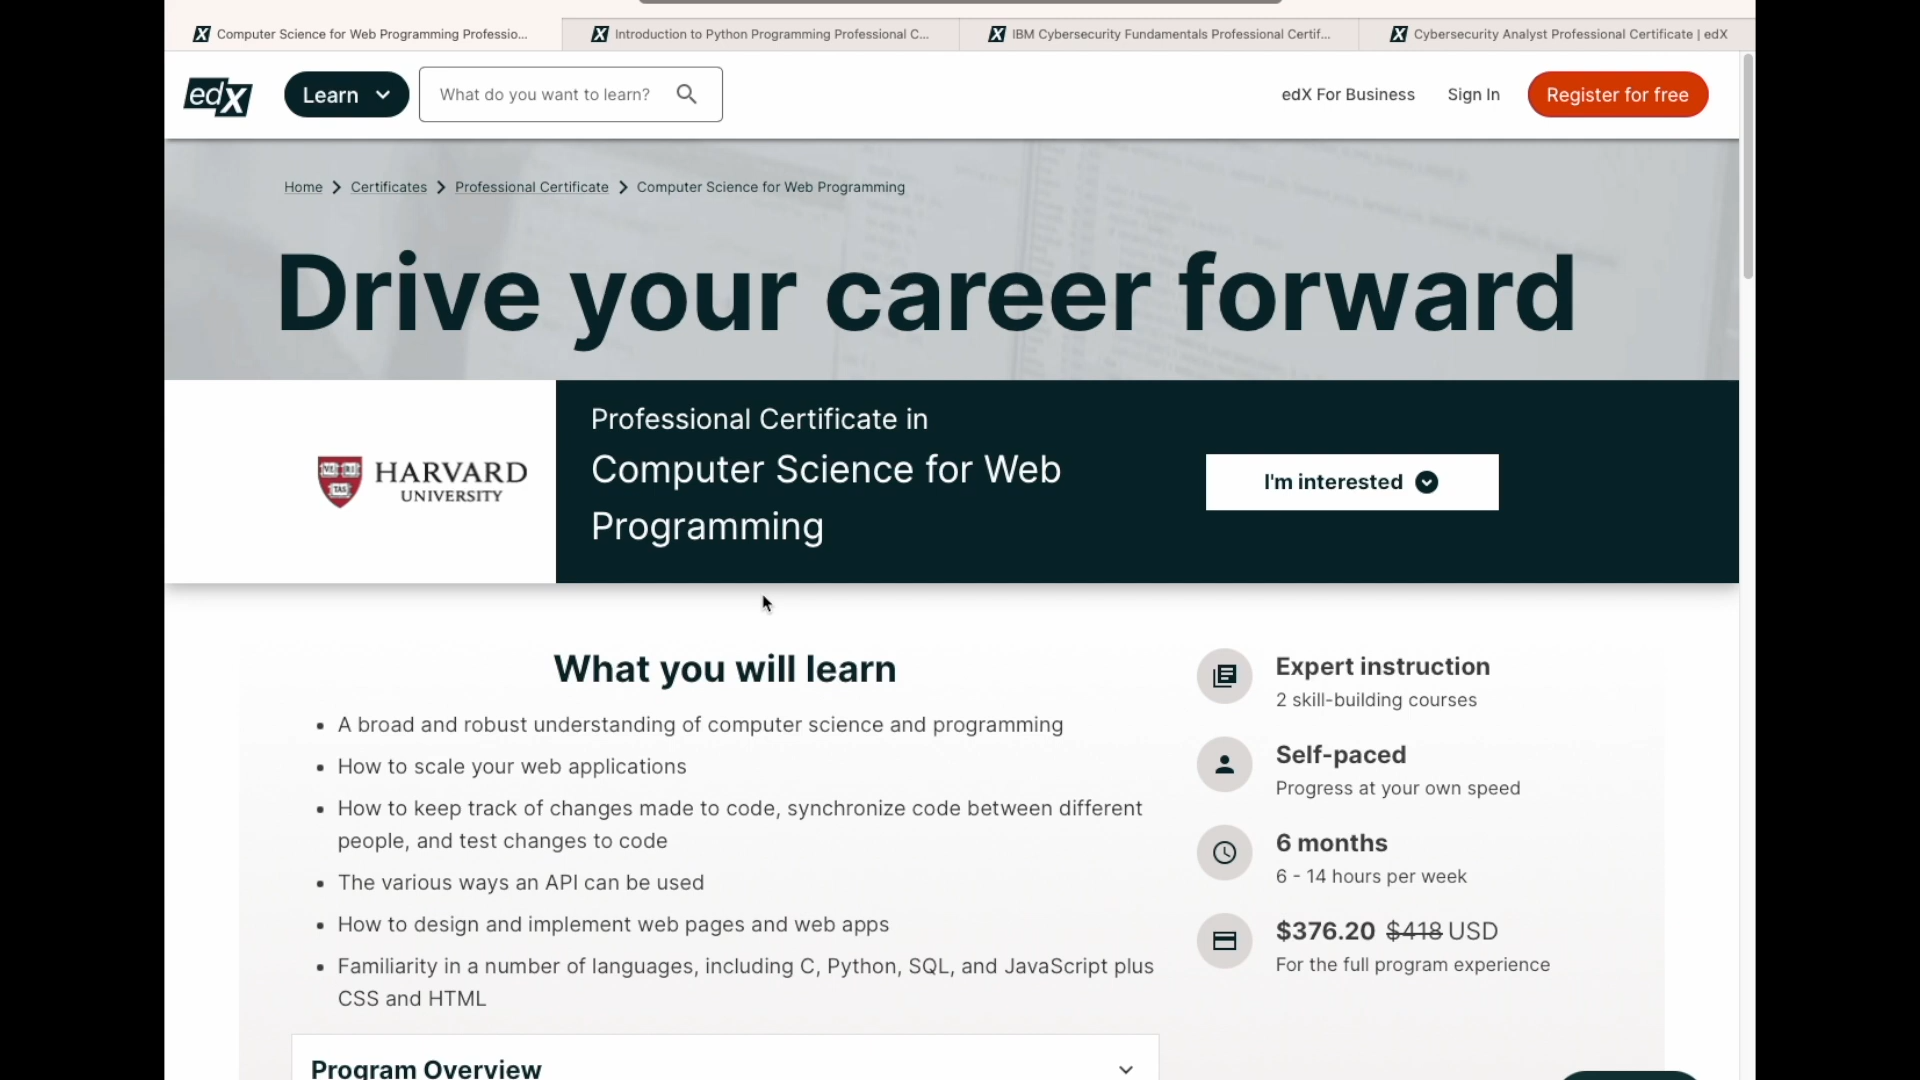 Computer Science for Web Programming Professio...
Introduction to Python Programming Professional C...
IBM Cybersecurity Fundamentals Professional Certif...
Cybersecurity Analyst Professional Certificate | edX
edX
Learn
What do you want to learn?
edX For Business
Sign In
Register for free
Home
Certificates
Professional Certificate
Computer Science for Web Programming
Drive your career forward
HARVARD
UNIVERSITY
Professional Certificate in
Computer Science for Web
Programming
I'm interested
What you will learn
• A broad and robust understanding of computer science and programming
• How to scale your web applications
• How to keep track of changes made to code, synchronize code between different
people, and test changes to code
• The various ways an API can be used
• How to design and implement web pages and web apps
• Familiarity in a number of languages, including C, Python, SQL, and JavaScript plus
CSS and HTML
Program Overview
Expert instruction
2 skill-building courses
Self-paced
Progress at your own speed
6 months
6 - 14 hours per week
$376.20 $418 USD
For the full program experience